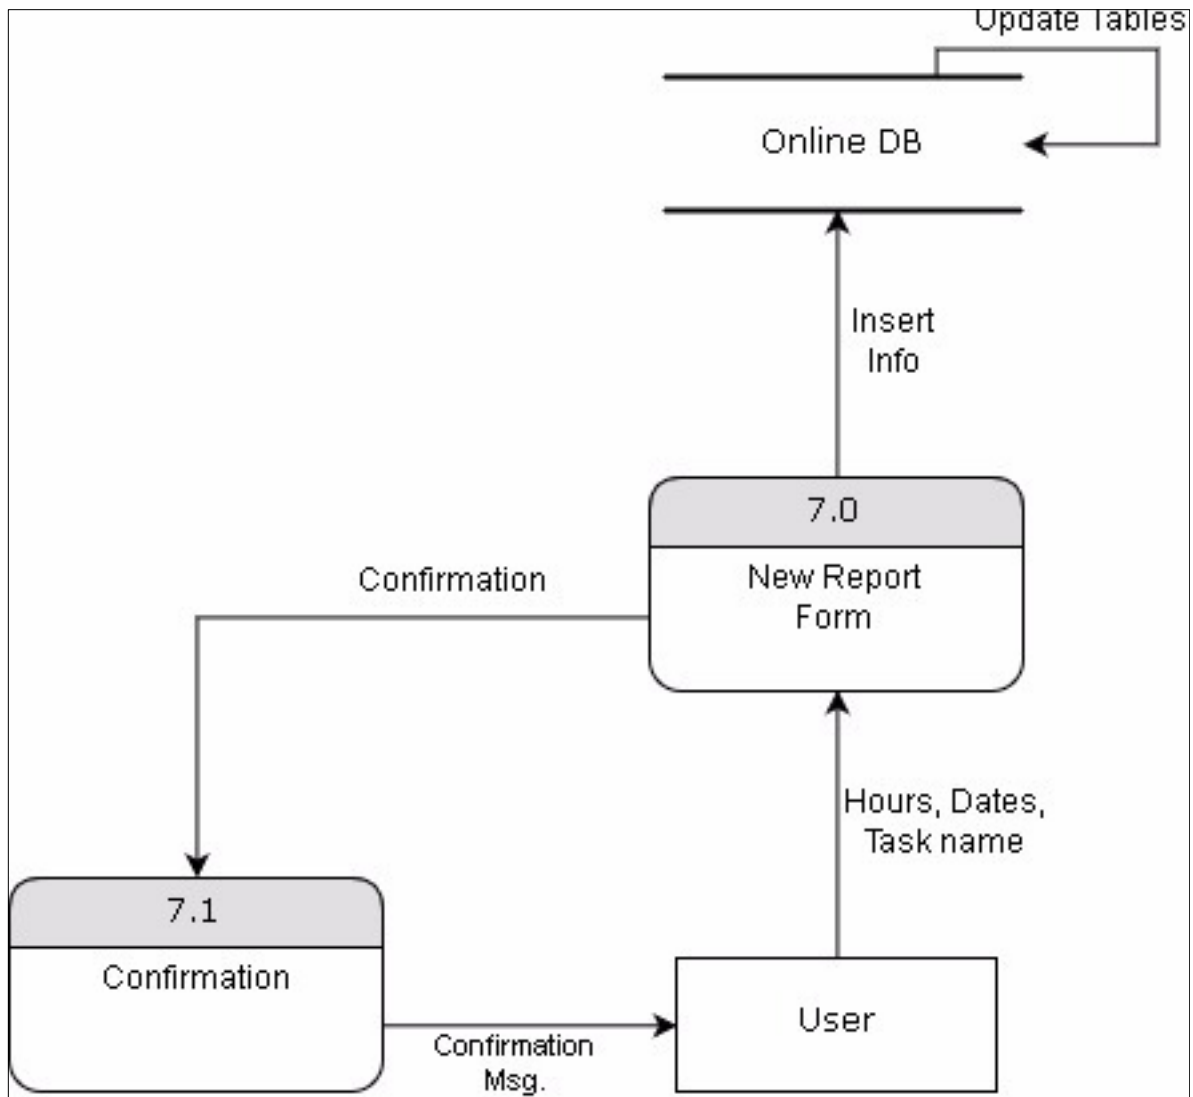 Update Tables
Online DB
Insert
Info
7.0
New Report
Form
Confirmation
Hours, Dates,
Task name
7.1
Confirmation
User
Confirmation
Msg.